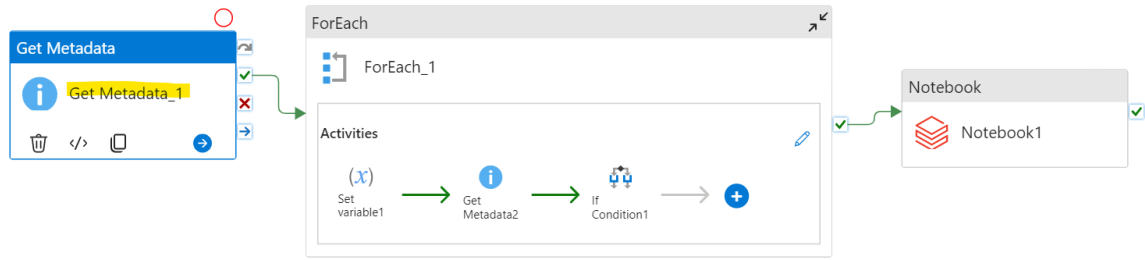 Get Metadata
Get Metadata_1
</>
ForEach
ForEach_1
Activities
(x)
Set
variable1
Get
Metadata2
If
Condition1
Notebook
Notebook1